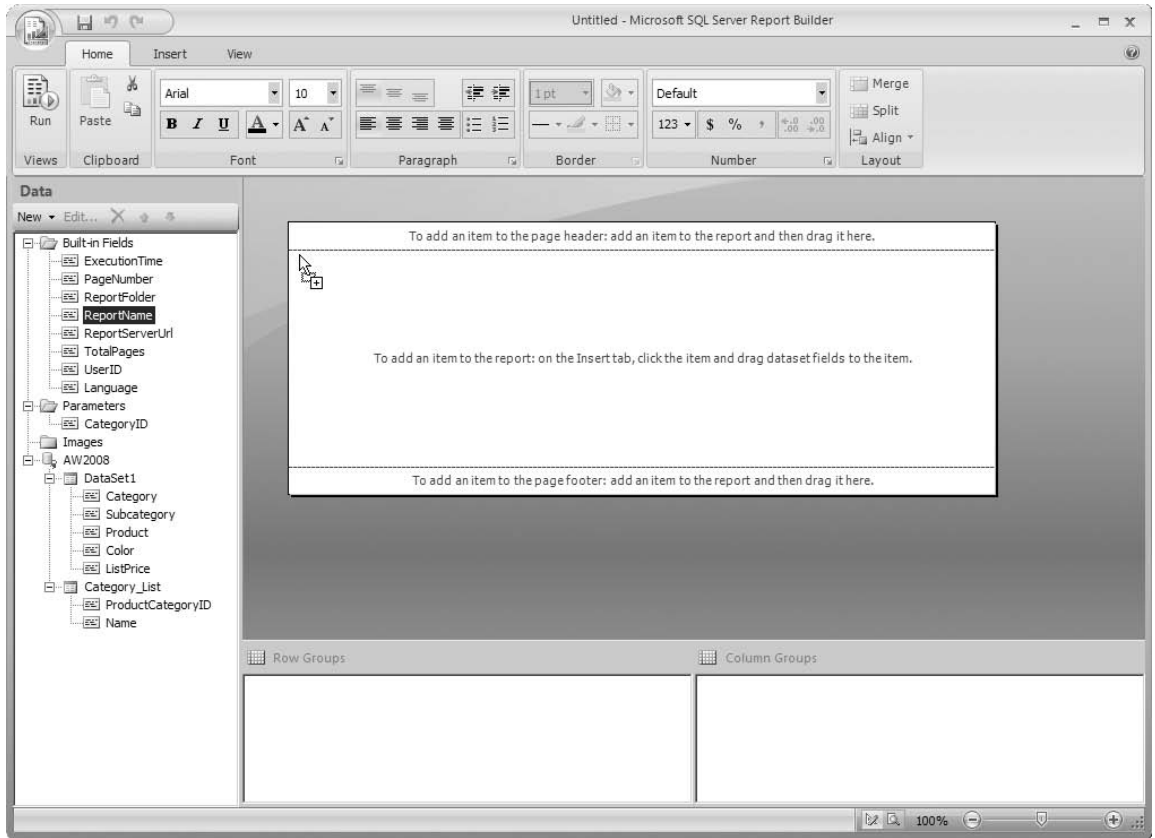 Untitled - Microsoft SQL Server Report Builder
Home Insert View
Run
Paste
Arial 10
B I U A A A
1 pt
Default
123 $ %
Merge
Split
Align
Views Clipboard Font Paragraph Border Number Layout
Data
New Edit...
Built-in Fields
ExecutionTime
PageNumber
ReportFolder
ReportName
ReportServerUrl
TotalPages
UserID
Language
Parameters
CategoryID
Images
AW2008
DataSet1
Category
Subcategory
Product
Color
ListPrice
Category_List
ProductCategoryID
Name
To add an item to the page header: add an item to the report and then drag it here.
To add an item to the report: on the Insert tab, click the item and drag dataset fields to the item.
To add an item to the page footer: add an item to the report and then drag it here.
Row Groups
Column Groups
100%